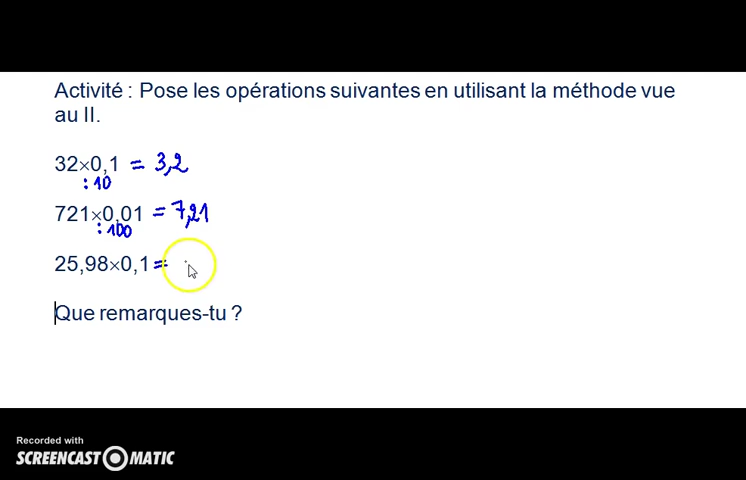 Activité : Pose les opérations suivantes en utilisant la méthode vue
au II.
32×0,1 = 3,2
: 10
721×0,01 = 7,21
: 100
25,98×0,1 =
Que remarques-tu ?
Recorded with
SCREENCAST-O-MATIC